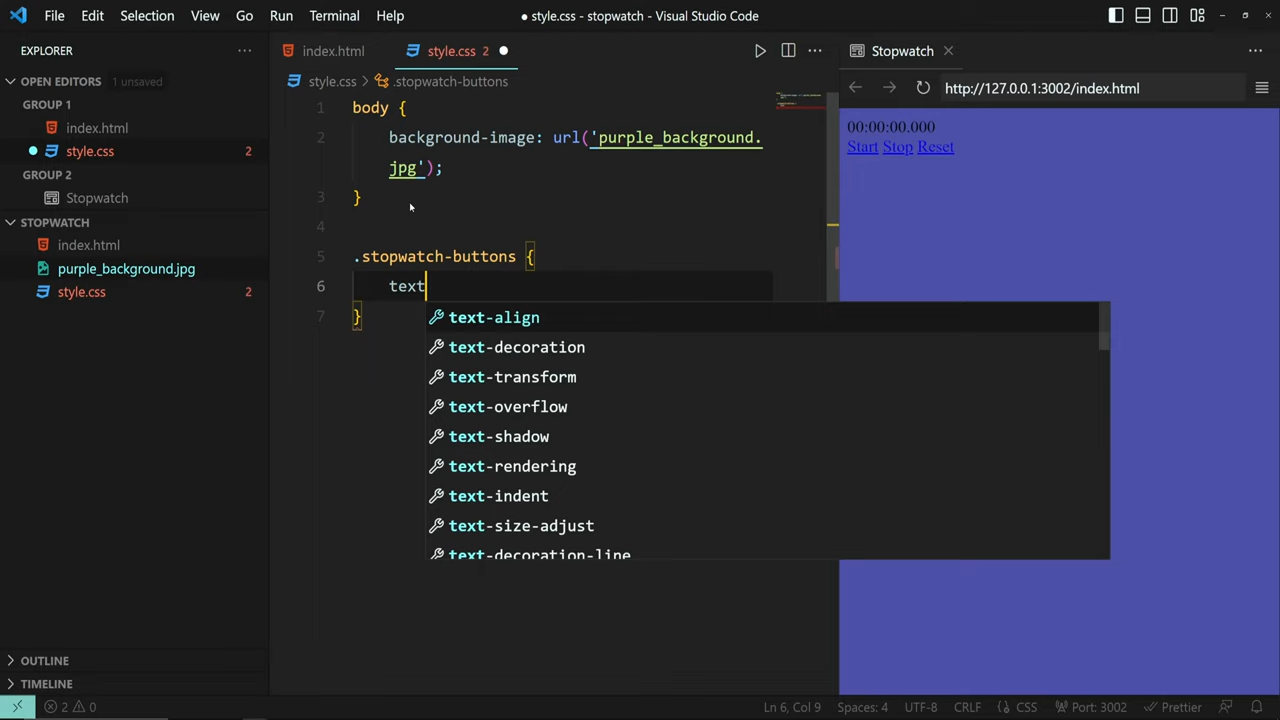 File Edit Selection View Go Run Terminal Help
● style.css - stopwatch - Visual Studio Code
EXPLORER
OPEN EDITORS 1 unsaved
GROUP 1
index.html
style.css 2
GROUP 2
Stopwatch
STOPWATCH
index.html
purple_background.jpg
style.css 2
OUTLINE
TIMELINE
index.html style.css 2
style.css > .stopwatch-buttons
1 body {
2 background-image: url('purple_background.
jpg');
3 }
4
5 .stopwatch-buttons {
6 text
7 }
text-align
text-decoration
text-transform
text-overflow
text-shadow
text-rendering
text-indent
text-size-adjust
text-decoration-line
Stopwatch
http://127.0.0.1:3002/index.html
00:00:00.000
Start Stop Reset
2 0 Ln 6, Col 9 Spaces: 4 UTF-8 CRLF CSS Port: 3002 Prettier